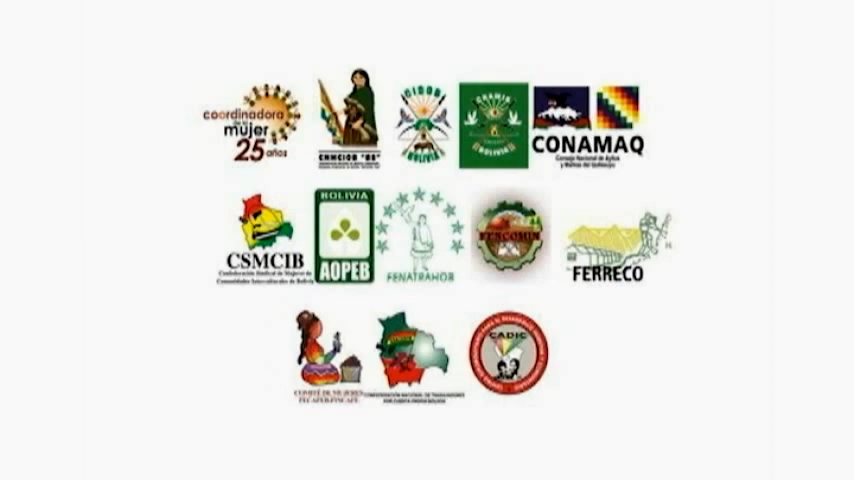 coordinadora
de la
mujer
25 años
CNMCIOB "BS"
CIDOB
BOLIVIA
CNAMIB
BOLIVIA
CONAMAQ
Consejo Nacional de Ayllus
y Markas del Qullasuyu
CSMCIB
Confederación Sindical de Mujeres de
Comunidades Interculturales de Bolivia
BOLIVIA
AOPEB
FENATRAHOB
FENCOMIN
FERRECO
COMITÉ DE MUJERES
CONFEDERACIÓN NACIONAL DE TRABAJADORES
POR CUENTA PROPIA BOLIVIA
CADIC